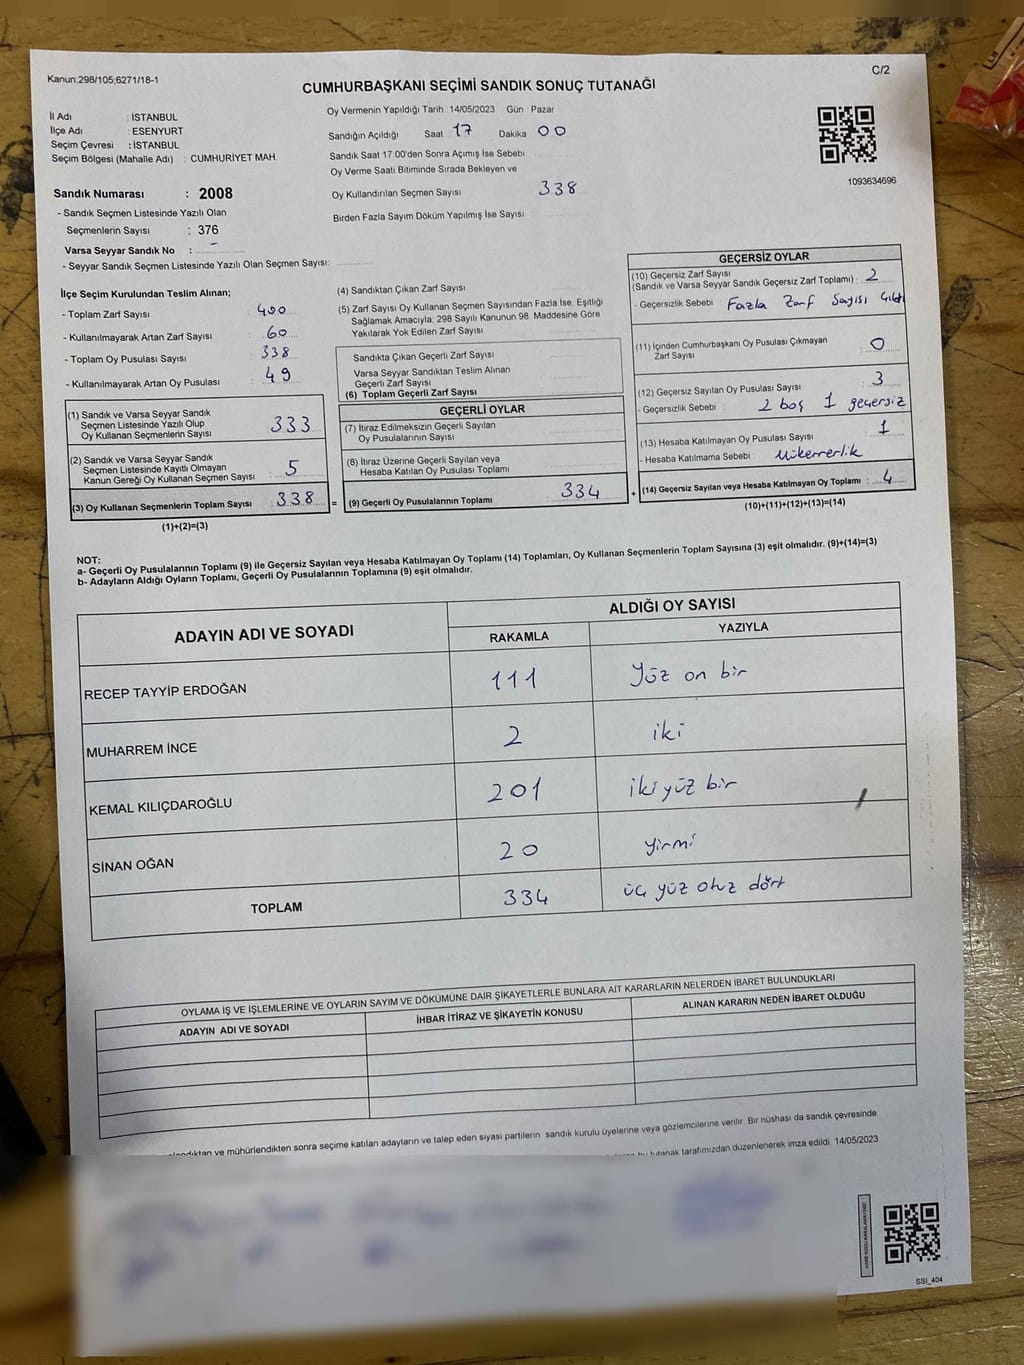 Kanun:298/105;6271/18-1
C/2
CUMHURBAŞKANI SEÇİMİ SANDIK SONUÇ TUTANAĞI
İl Adı : İSTANBUL
İlçe Adı : ESENYURT
Seçim Çevresi : İSTANBUL
Seçim Bölgesi (Mahalle Adı) : CUMHURİYET MAH.
Sandık Numarası : 2008
- Sandık Seçmen Listesinde Yazılı Olan
Seçmenlerin Sayısı : 376
Varsa Seyyar Sandık No : -
- Seyyar Sandık Seçmen Listesinde Yazılı Olan Seçmen Sayısı:
Oy Vermenin Yapıldığı Tarih 14/05/2023 Gün Pazar
Sandığın Açıldığı Saat 17 Dakika 00
Sandık Saat 17:00'den Sonra Açımış İse Sebebi
Oy Verme Saati Bitiminde Sırada Bekleyen ve
Oy Kullandırılan Seçmen Sayısı 338
Birden Fazla Sayım Döküm Yapılmış İse Sayısı
1093634696
İlçe Seçim Kurulundan Teslim Alınan;
- Toplam Zarf Sayısı : 400
- Kullanılmayarak Artan Zarf Sayısı : 60
- Toplam Oy Pusulası Sayısı : 338
- Kullanılmayarak Artan Oy Pusulası : 49
(1) Sandık ve Varsa Seyyar Sandık
Seçmen Listesinde Yazılı Olup
Oy Kullanan Seçmenlerin Sayısı : 333
(2) Sandık ve Varsa Seyyar Sandık
Seçmen Listesinde Kayıtlı Olmayan
Kanun Gereği Oy Kullanan Seçmen Sayısı : 5
(3) Oy Kullanan Seçmenlerin Toplam Sayısı : 338 =
(1)+(2)=(3)
(4) Sandıktan Çıkan Zarf Sayısı
(5) Zarf Sayısı Oy Kullanan Seçmen Sayısından Fazla İse, Eşitliği
Sağlamak Amacıyla; 298 Sayılı Kanunun 98. Maddesine Göre
Yakılarak Yok Edilen Zarf Sayısı
Sandıkta Çıkan Geçerli Zarf Sayısı
Varsa Seyyar Sandıktan Teslim Alınan
Geçerli Zarf Sayısı
(6) Toplam Geçerli Zarf Sayısı
GEÇERLİ OYLAR
(7) İtiraz Edilmeksizin Geçerli Sayılan
Oy Pusulalarının Sayısı
(8) İtiraz Üzerine Geçerli Sayılan veya
Hesaba Katılan Oy Pusulası Toplamı
(9) Geçerli Oy Pusulalarının Toplamı 334 +
GEÇERSİZ OYLAR
(10) Geçersiz Zarf Sayısı
(Sandık ve Varsa Seyyar Sandık Geçersiz Zarf Toplamı) : 2
- Geçersizlik Sebebi : Fazla Zarf Sayısı çıktı
(11) İçinden Cumhurbaşkanı Oy Pusulası Çıkmayan
Zarf Sayısı : 0
(12) Geçersiz Sayılan Oy Pusulası Sayısı : 3
- Geçersizlik Sebebi : 2 boş 1 geçersiz
(13) Hesaba Katılmayan Oy Pusulası Sayısı : 1
- Hesaba Katılmama Sebebi : Mükerrerlik
(14) Geçersiz Sayılan veya Hesaba Katılmayan Oy Toplamı : 4
(10)+(11)+(12)+(13)=(14)
NOT:
a- Geçerli Oy Pusulalarının Toplamı (9) ile Geçersiz Sayılan veya Hesaba Katılmayan Oy Toplamı (14) Toplamları, Oy Kullanan Seçmenlerin Toplam Sayısına (3) eşit olmalıdır. (9)+(14)=(3)
b- Adayların Aldığı Oyların Toplamı, Geçerli Oy Pusulalarının Toplamına (9) eşit olmalıdır.
ADAYIN ADI VE SOYADI
ALDIĞI OY SAYISI
RAKAMLA YAZIYLA
RECEP TAYYİP ERDOĞAN 111 Yüz on bir
MUHARREM İNCE 2 iki
KEMAL KILIÇDAROĞLU 201 iki yüz bir
SİNAN OĞAN 20 yirmi
TOPLAM 334 üç yüz otuz dört
OYLAMA İŞ VE İŞLEMLERİNE VE OYLARIN SAYIM VE DÖKÜMÜNE DAİR ŞİKAYETLERLE BUNLARA AİT KARARLARIN NELERDEN İBARET BULUNDUKLARI
ADAYIN ADI VE SOYADI İHBAR İTİRAZ VE ŞİKAYETİN KONUSU ALINAN KARARIN NEDEN İBARET OLDUĞU
ve mühürlendikten sonra seçime katılan adayların ve talep eden siyasi partilerin sandık kurulu üyelerine veya gözlemcilerine verilir. Bir nüshası da sandık çevresinde
bu tutanak tarafımızdan düzenlenerek imza edildi. 14/05/2023
SSI_404